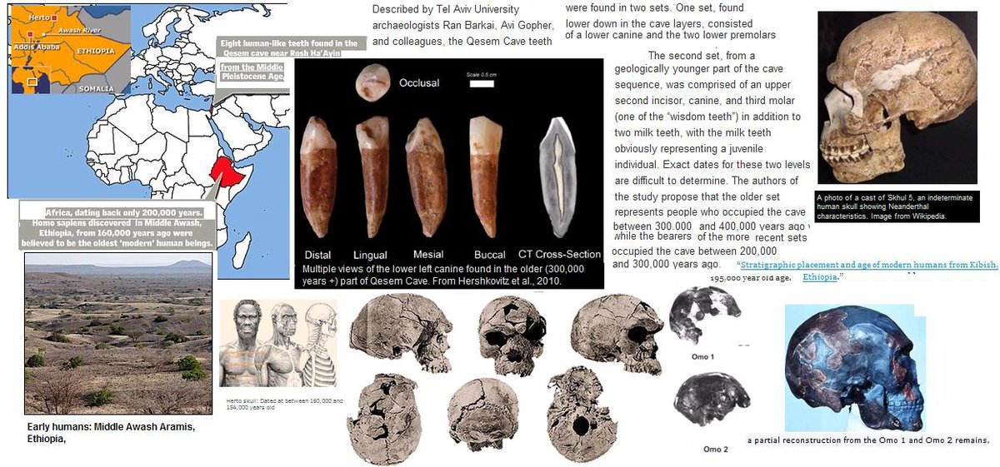 Herto
Awash River
Addis Ababa
ETHIOPIA
SOMALIA
Eight human-like teeth found in the
Qesem cave near Rosh Ha'Ayin
from the Middle
Pleistocene Age,
Africa, dating back only 200,000 years.
Homo sapiens discovered in Middle Awash,
Ethiopia, from 160,000 years ago were
believed to be the oldest 'modern' human beings.
Early humans: Middle Awash Aramis,
Ethiopia,
Described by Tel Aviv University
archaeologists Ran Barkai, Avi Gopher,
and colleagues, the Qesem Cave teeth
were found in two sets. One set, found
lower down in the cave layers, consisted
of a lower canine and the two lower premolars
The second set, from a
geologically younger part of the cave
sequence, was comprised of an upper
second incisor, canine, and third molar
(one of the "wisdom teeth") in addition to
two milk teeth, with the milk teeth
obviously representing a juvenile
individual. Exact dates for these two levels
are difficult to determine. The authors of
the study propose that the older set
represents people who occupied the cave
between 300.000 and 400,000 years ago
while the bearers of the more recent sets
occupied the cave between 200,000
and 300,000 years ago.
Occlusal
Scale 0.5 cm
Distal
Lingual
Mesial
Buccal
CT Cross-Section
Multiple views of the lower left canine found in the older (300,000
years +) part of Qesem Cave. From Hershkovitz et al., 2010.
A photo of a cast of Skhul 5, an indeterminate
human skull showing Neanderthal
characteristics. Image from Wikipedia.
"Stratigraphic placement and age of modern humans from Kibish,
195,000 year old age. Ethiopia."
Herto skull: Dated at between 160,000 and
154,000 years old
Omo 1
Omo 2
a partial reconstruction from the Omo 1 and Omo 2 remains,